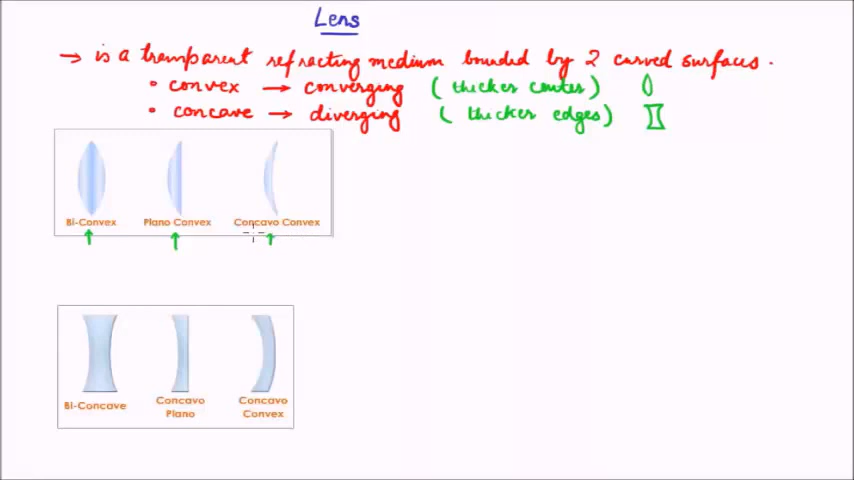 Lens
→ is a transparent refracting medium bounded by 2 curved surfaces.
• convex → converging (thicker center)
• concave → diverging (thicker edges)
Bi-Convex Plano Convex Concavo Convex
Bi-Concave Concavo Plano Concavo Convex